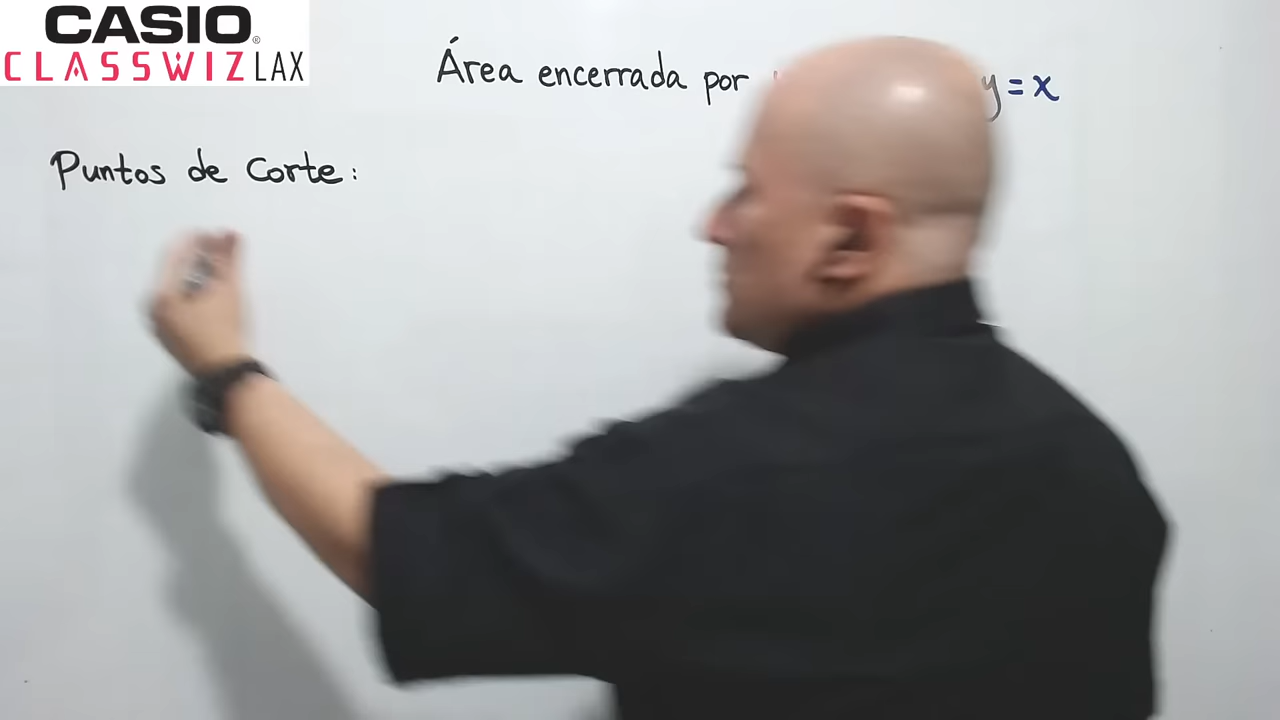 CASIO®
CLASSWIZ LAX
Área encerrada por y = x
Puntos de Corte: